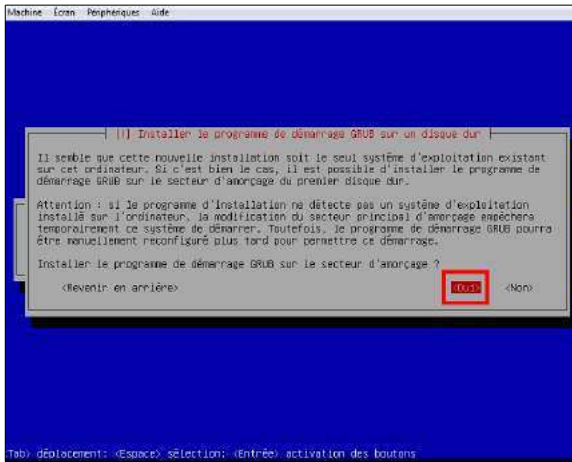 Machine Écran Périphériques Aide
[!] Installer le programme de démarrage GRUB sur un disque dur
Il semble que cette nouvelle installation soit le seul système d'exploitation existant
sur cet ordinateur. Si c'est bien le cas, il est possible d'installer le programme de
démarrage GRUB sur le secteur d'amorçage du premier disque dur.
Attention : si le programme d'installation ne détecte pas un système d'exploitation
installé sur l'ordinateur, la modification du secteur principal d'amorçage empêchera
temporairement ce système de démarrer. Toutefois, le programme de démarrage GRUB pourra
être manuellement reconfiguré plus tard pour permettre ce démarrage.
Installer le programme de démarrage GRUB sur le secteur d'amorçage ?
<Revenir en arrière> <Oui> <Non>
<Tab> déplacement; <Espace> sélection; <Entrée> activation des boutons